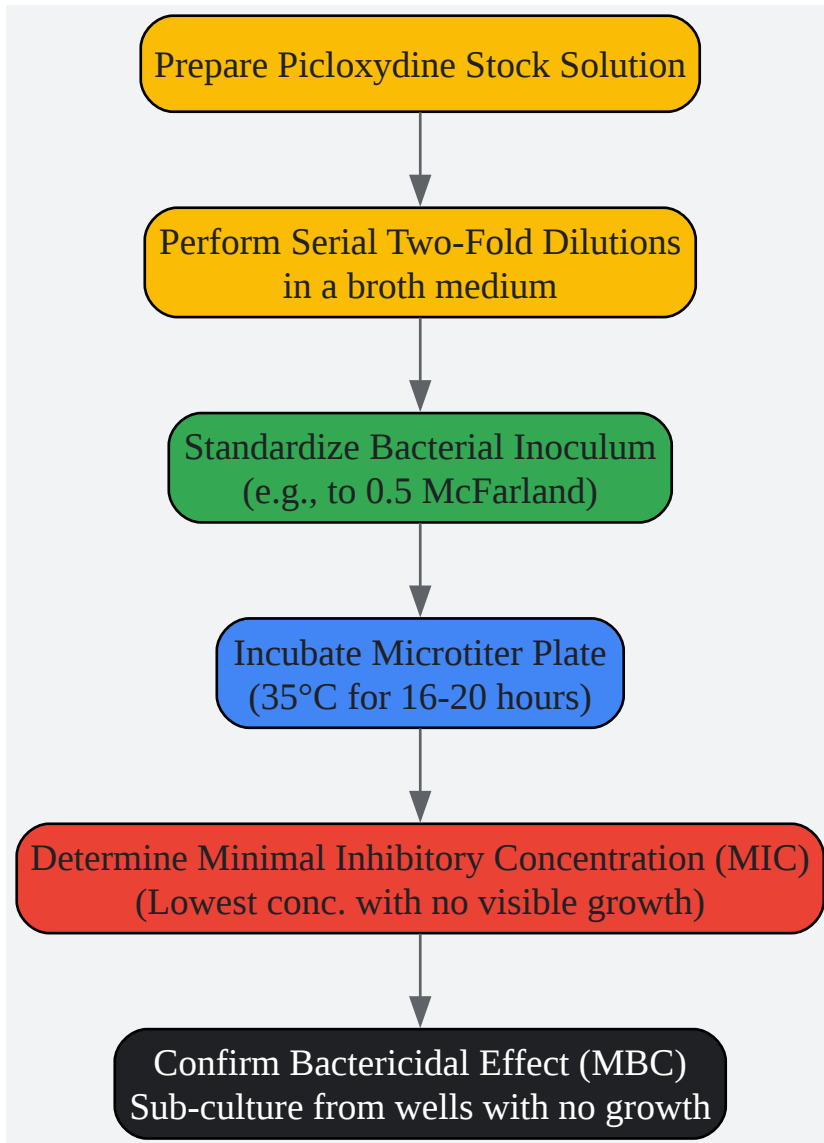 Prepare Picloxydine Stock Solution
Perform Serial Two-Fold Dilutions
in a broth medium
Standardize Bacterial Inoculum
(e.g., to 0.5 McFarland)
Incubate Microtiter Plate
(35°C for 16-20 hours)
Determine Minimal Inhibitory Concentration (MIC)
(Lowest conc. with no visible growth)
Confirm Bactericidal Effect (MBC)
Sub-culture from wells with no growth